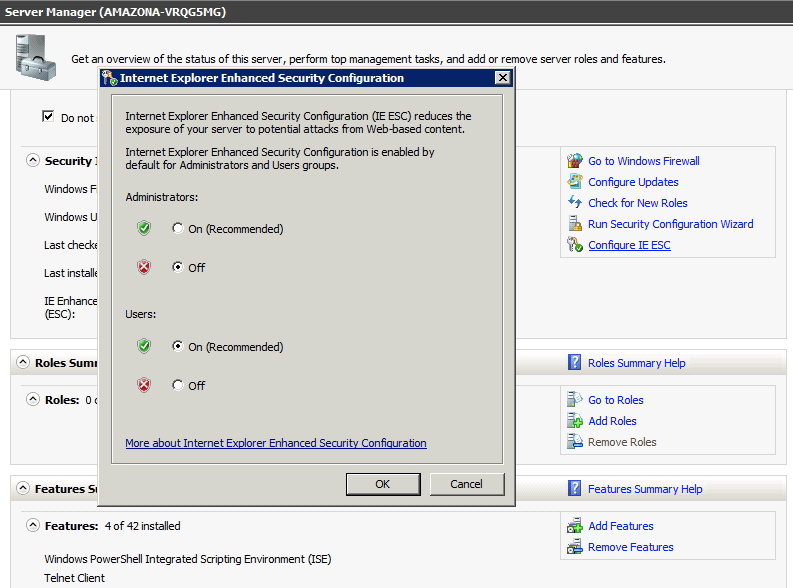 Server Manager (AMAZONA-VRQG5MG)
Get an overview of the status of this server, perform top management tasks, and add or remove server roles and features.
Internet Explorer Enhanced Security Configuration
Internet Explorer Enhanced Security Configuration (IE ESC) reduces the
exposure of your server to potential attacks from Web-based content.
Internet Explorer Enhanced Security Configuration is enabled by
default for Administrators and Users groups.
Administrators:
On (Recommended)
Off
Users:
On (Recommended)
Off
More about Internet Explorer Enhanced Security Configuration
OK
Cancel
Do not
Security
Windows
Windows
Last
Last
IE
(ESC):
Go to Windows Firewall
Configure Updates
Check for New Roles
Run Security Configuration Wizard
Configure IE ESC
Roles
Roles Summary Help
Roles: 0
Go to Roles
Add Roles
Remove Roles
Features
Features Summary Help
Features: 4 of 42 installed
Windows PowerShell Integrated Scripting Environment (ISE)
Telnet Client
Add Features
Remove Features